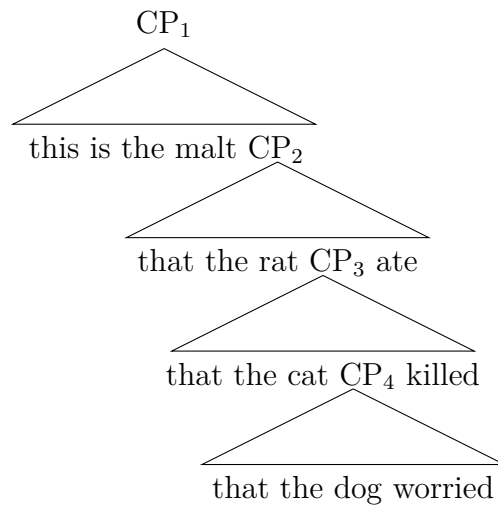 CP₁
this is the malt CP₂
that the rat CP₃ ate
that the cat CP₄ killed
that the dog worried